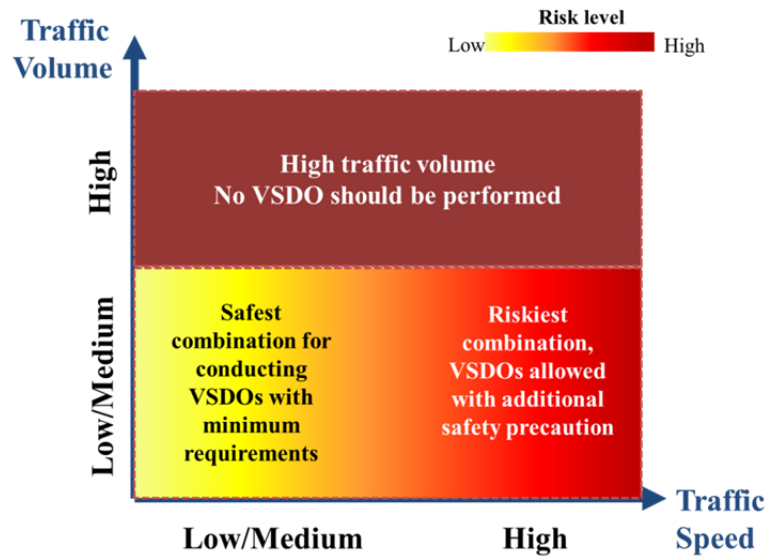 Traffic
Volume
Risk level
Low
High
High
High traffic volume
No VSDO should be performed
Low/Medium
Safest
combination for
conducting
VSDOs with
minimum
requirements
Riskiest
combination,
VSDOs allowed
with additional
safety precaution
Low/Medium
High
Traffic
Speed